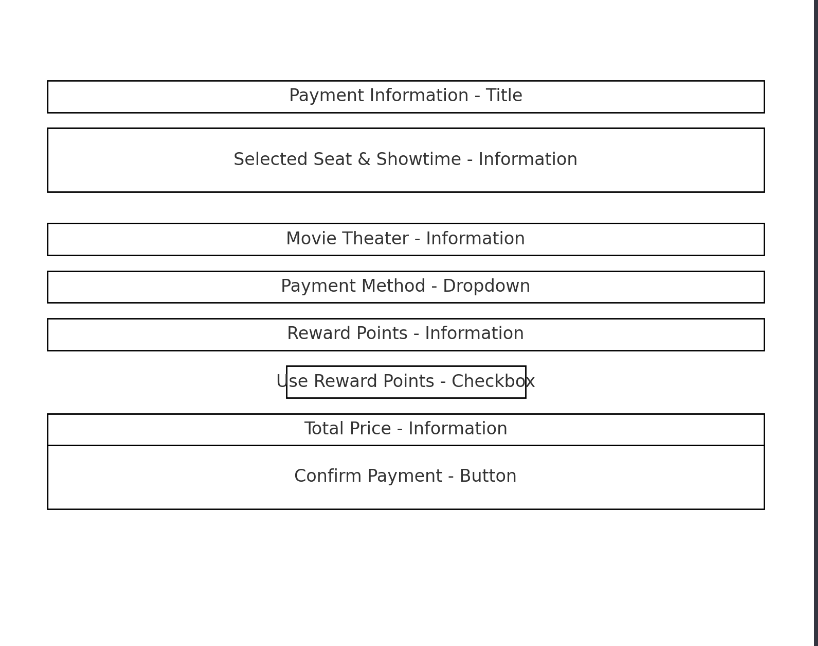 Payment Information - Title
Selected Seat & Showtime - Information
Movie Theater - Information
Payment Method - Dropdown
Reward Points - Information
Use Reward Points - Checkbox
Total Price - Information
Confirm Payment - Button